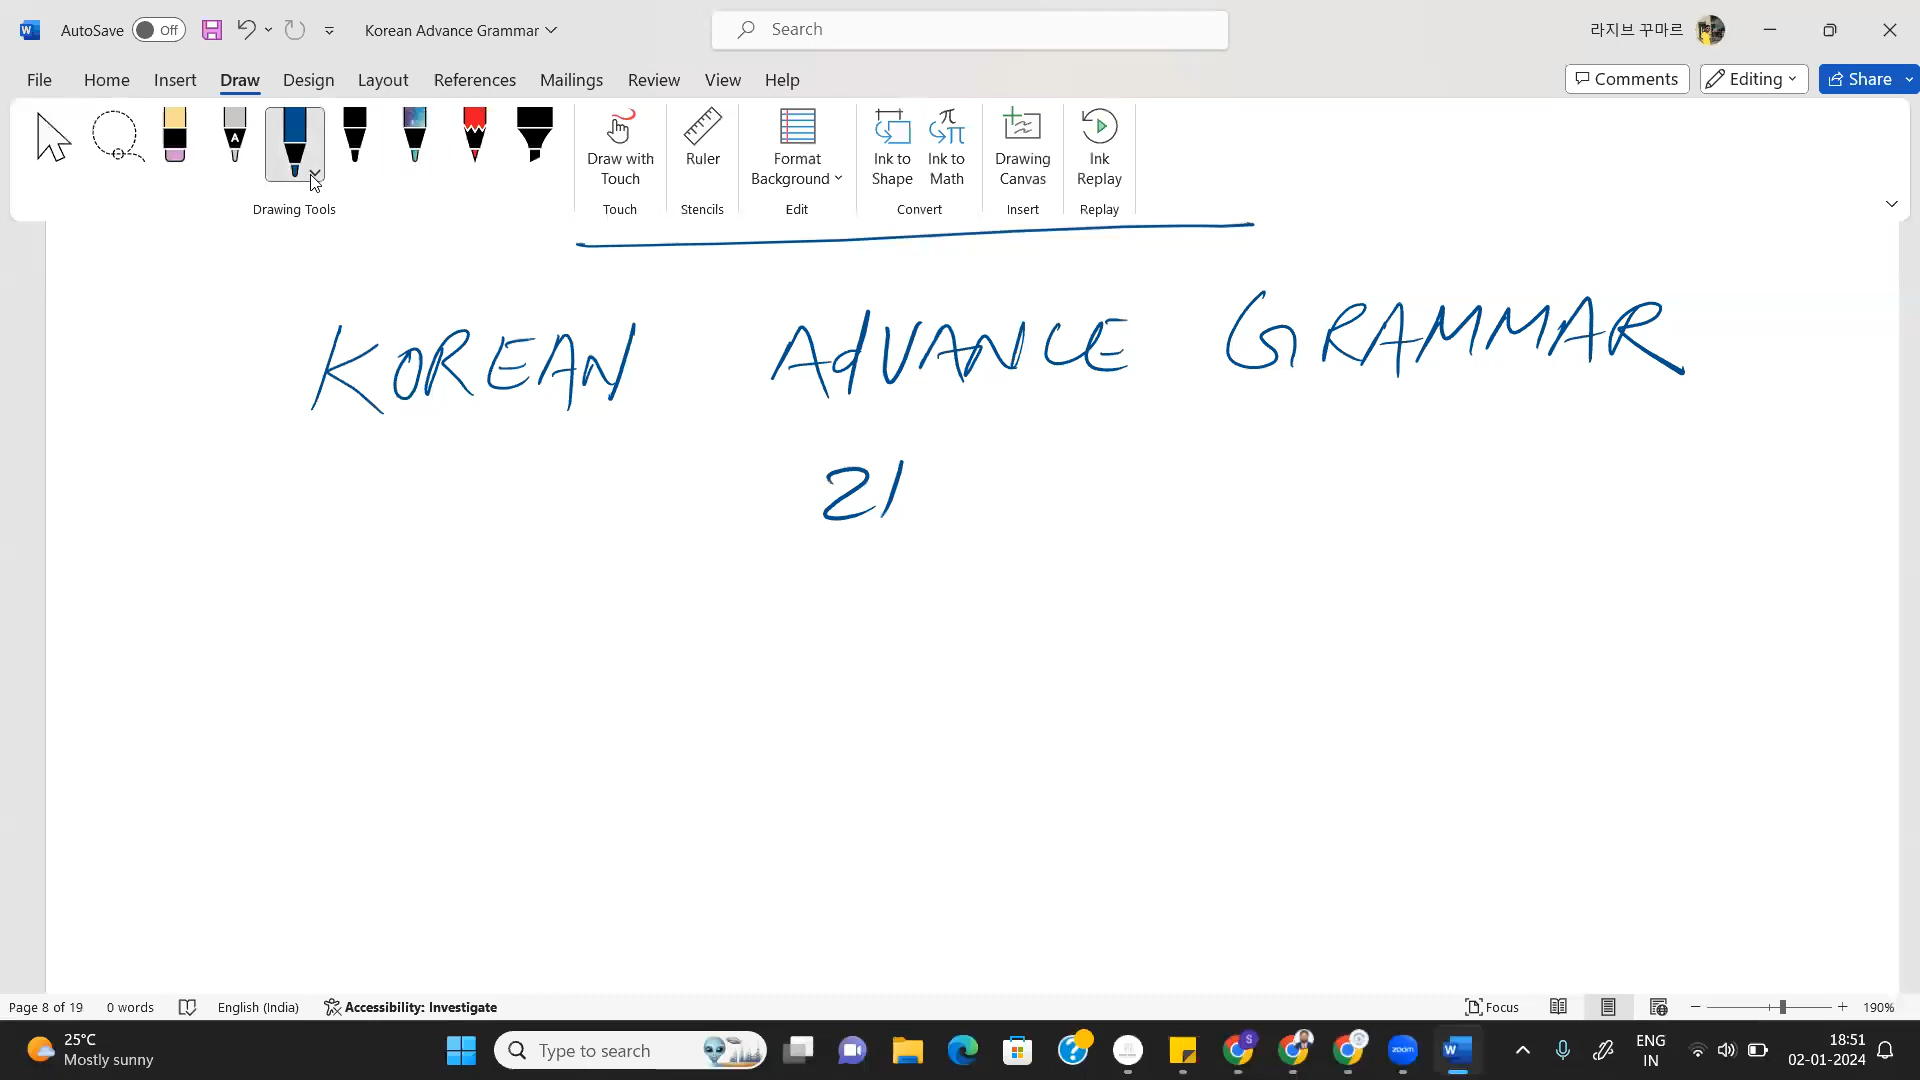 AutoSave Off Korean Advance Grammar Search 라지브 꾸마르
File Home Insert Draw Design Layout References Mailings Review View Help Comments Editing Share
A
Draw with Touch Ruler Format Background Ink to Shape Ink to Math Drawing Canvas Ink Replay
Drawing Tools Touch Stencils Edit Convert Insert Replay
KOREAN AdVANCE GRAMMAR
21
Page 8 of 19 0 words English (India) Accessibility: Investigate Focus 190%
25°C
Mostly sunny
Type to search
zoom
ENG
IN
18:51
02-01-2024